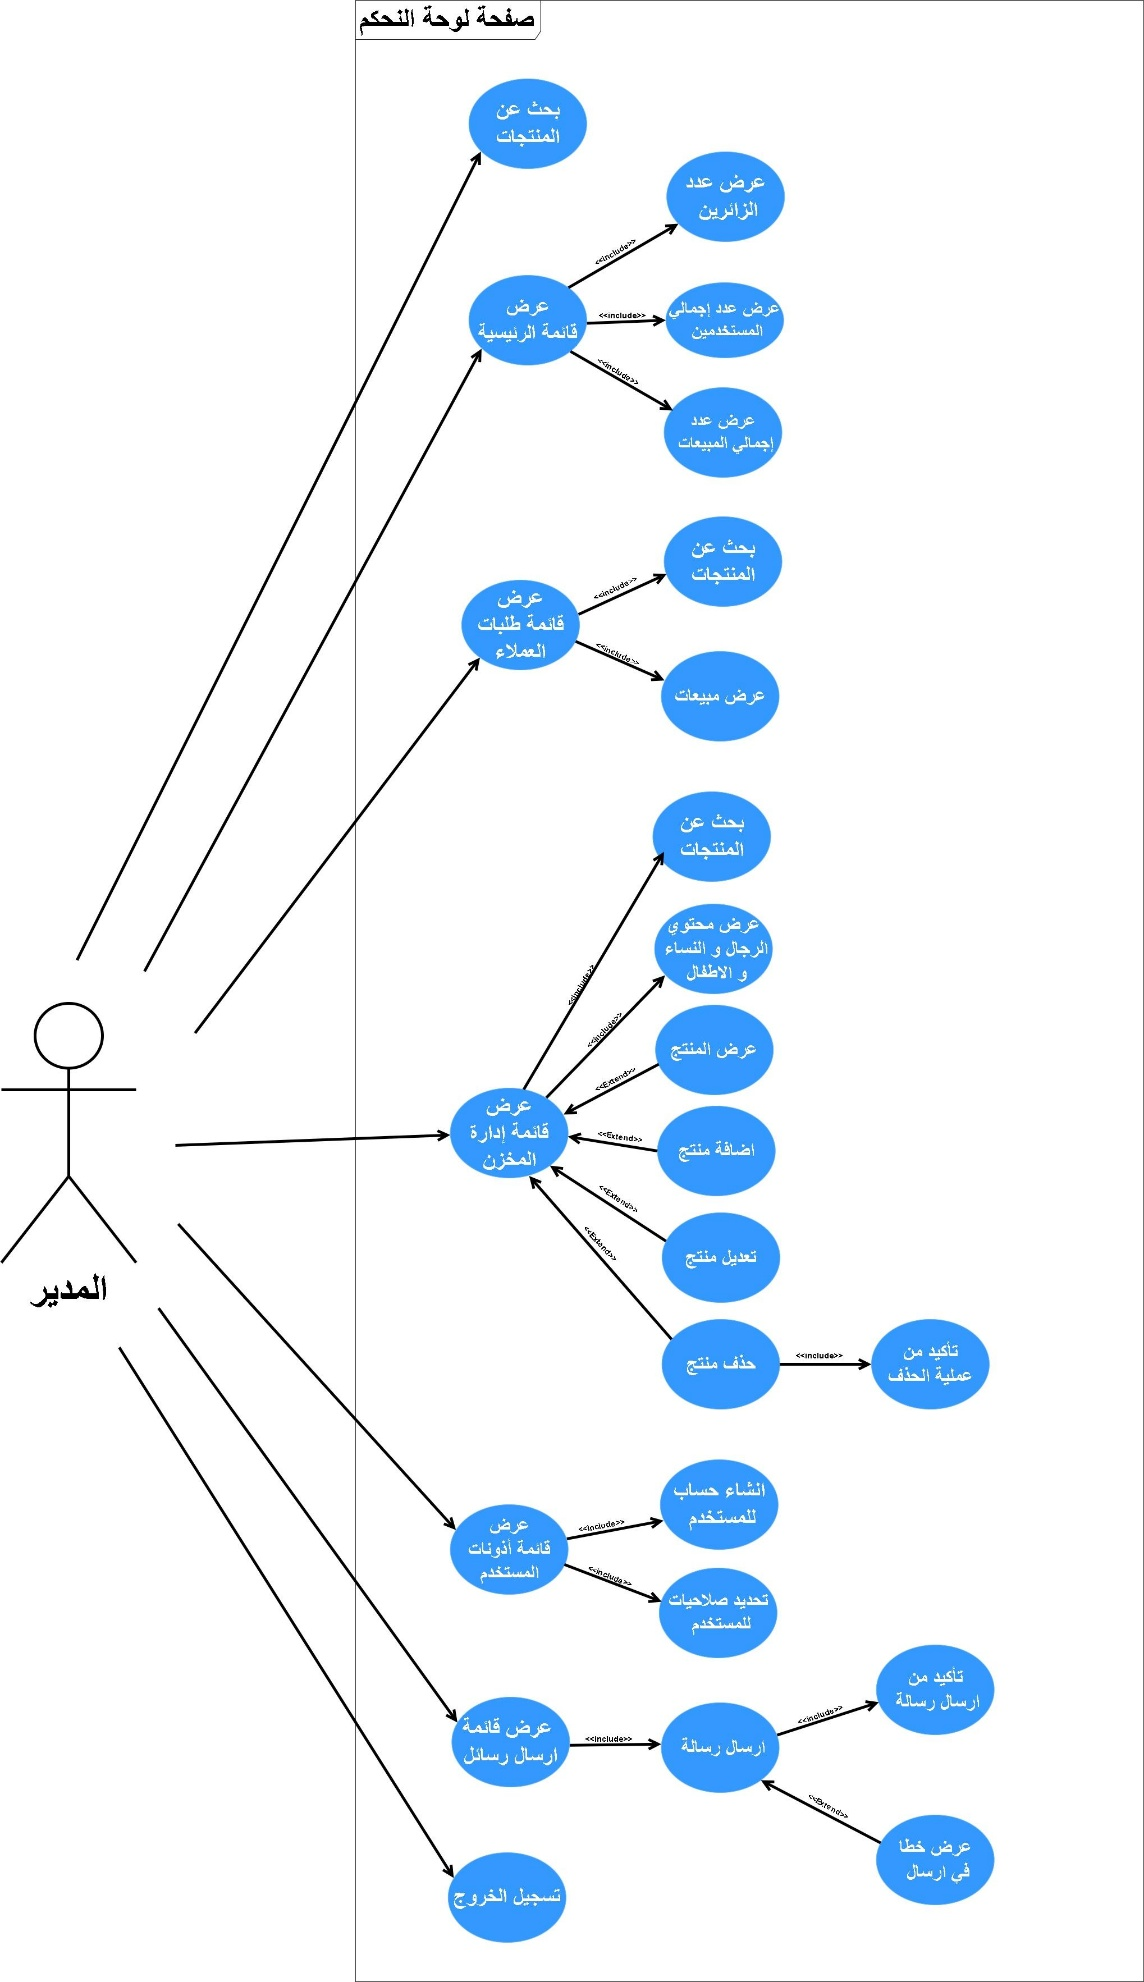 صفحة لوحة التحكم
بحث عن
المنتجات
عرض عدد
الزائرين
<<include>>
عرض
قائمة الرئيسية
<<include>>
عرض عدد إجمالي
المستخدمين
<<include>>
عرض عدد
إجمالي المبيعات
بحث عن
المنتجات
<<include>>
عرض
قائمة طلبات
العملاء
<<include>>
عرض مبيعات
بحث عن
المنتجات
<<include>>
عرض محتوي
الرجال و النساء
و الاطفال
<<include>>
عرض المنتج
<<Extend>>
عرض
قائمة إدارة
المخزن
<<Extend>>
اضافة منتج
<<Extend>>
تعديل منتج
<<Extend>>
حذف منتج
<<include>>
تأكيد من
عملية الحذف
المدير
انشاء حساب
للمستخدم
<<include>>
عرض
قائمة أذونات
المستخدم
<<include>>
تحديد صلاحيات
للمستخدم
تأكيد من
ارسال رسالة
<<include>>
عرض قائمة
ارسال رسائل
<<include>>
ارسال رسالة
<<Extend>>
عرض خطا
في ارسال
تسجيل الخروج